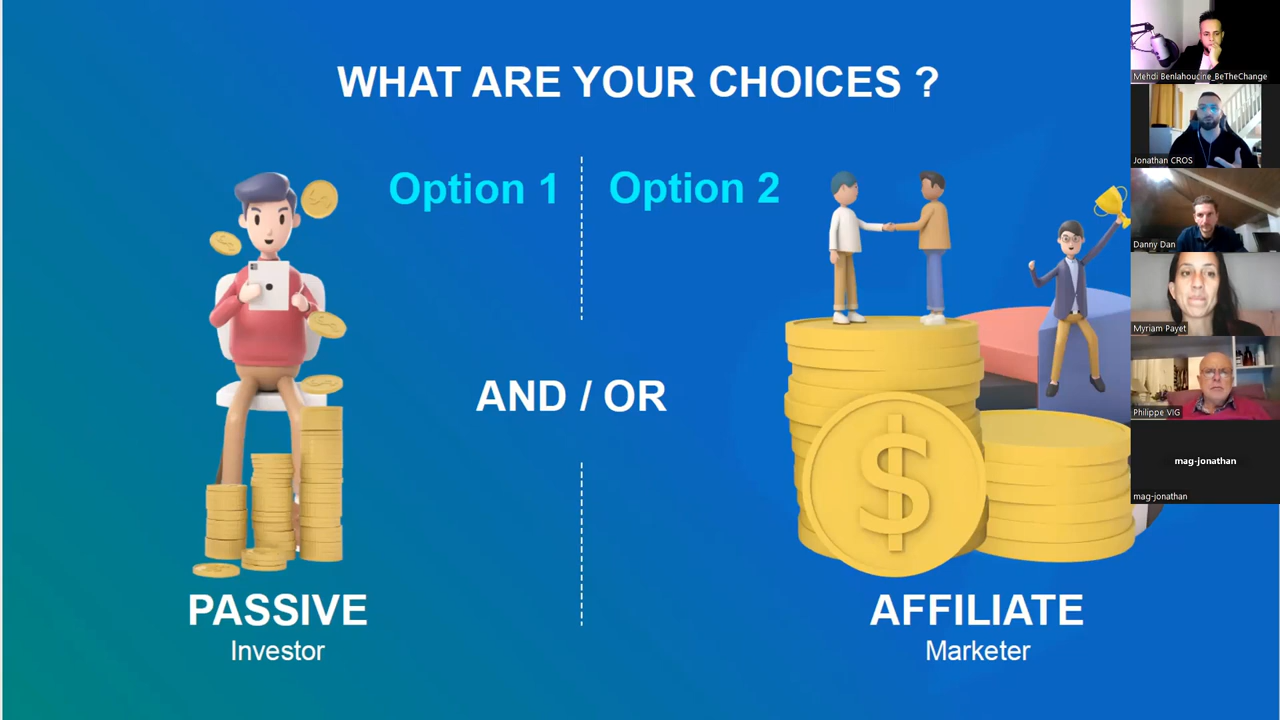 WHAT ARE YOUR CHOICES ?
Option 1
Option 2
AND / OR
PASSIVE
Investor
AFFILIATE
Marketer
Mehdi Benlahoucine_BeTheChange
Jonathan CROS
Danny Dan
Myriam Payet
Philippe VIG
mag-jonathan
mag-jonathan